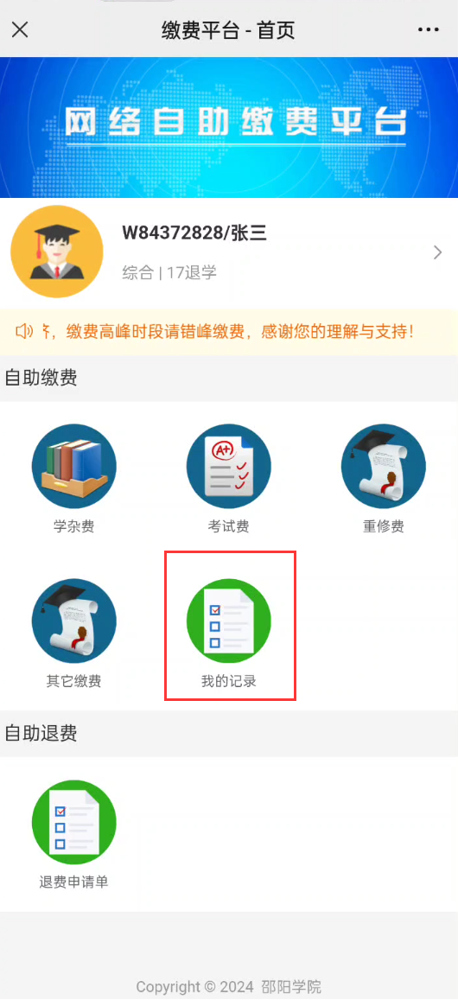 缴费平台 - 首页
网络自助缴费平台
W84372828/张三
综合 | 17退学
，缴费高峰时段请错峰缴费，感谢您的理解与支持！
自助缴费
学杂费
考试费
重修费
其它缴费
我的记录
自助退费
退费申请单
Copyright © 2024 邵阳学院